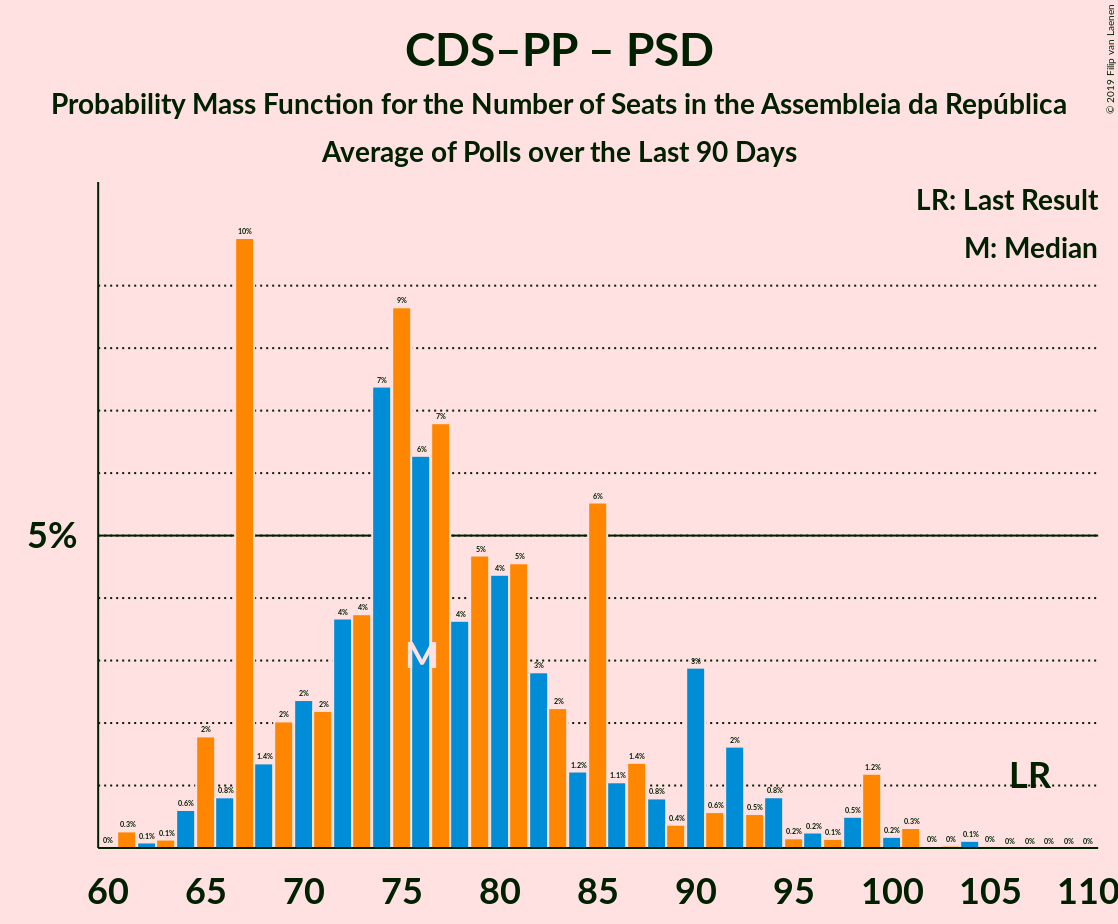 CDS–PP – PSD
Probability Mass Function for the Number of Seats in the Assembleia da República
Average of Polls over the Last 90 Days
© 2019 Filip van Laenen
LR: Last Result
M: Median
5%
0% 0.3% 0.1% 0.1% 0.6% 2% 0.8% 10% 1.4% 2% 2% 2% 4% 4% 7% 9% 6% 7% 4% 5% 4% 5% 3% 2% 1.2% 6% 1.1% 1.4% 0.8% 0.4% 3% 0.6% 2% 0.5% 0.8% 0.2% 0.2% 0.1% 0.5% 1.2% 0.2% 0.3% 0% 0% 0.1% 0% 0% 0% 0% 0% 0%
M
LR
60 65 70 75 80 85 90 95 100 105 110